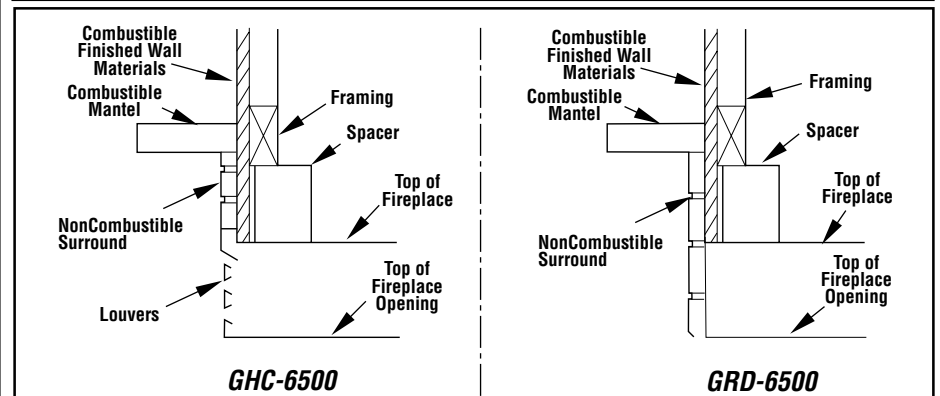 Combustible
Finished Wall
Materials
Combustible
Mantel
Framing
Spacer
Top of
Fireplace
NonCombustible
Surround
Louvers
Top of
Fireplace
Opening
GHC-6500
Combustible
Finished Wall
Materials
Combustible
Mantel
Framing
Spacer
Top of
Fireplace
NonCombustible
Surround
Top of
Fireplace
Opening
GRD-6500